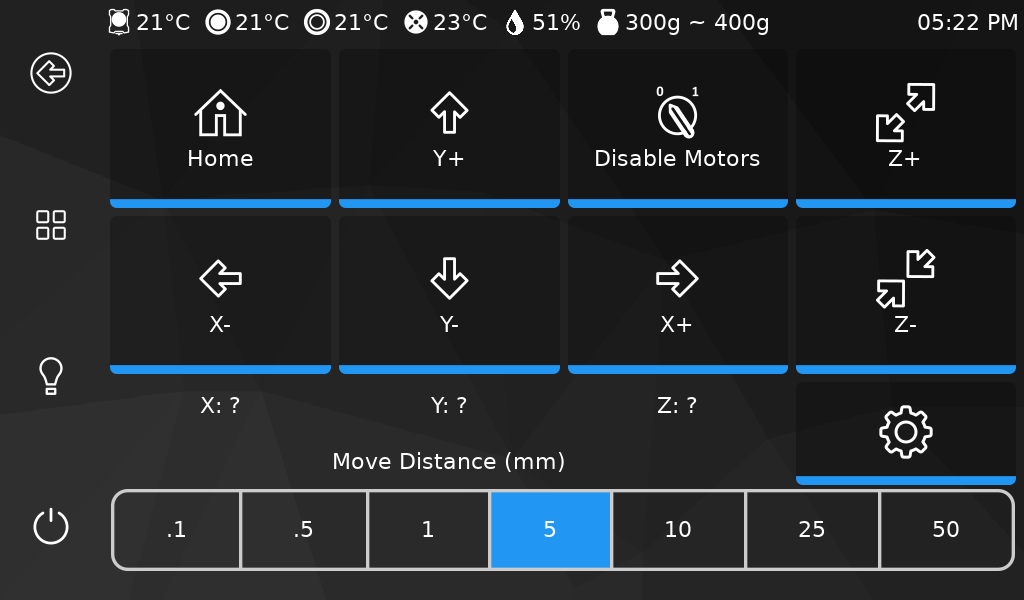 21°C 21°C 21°C 23°C 51% 300g ~ 400g 05:22 PM
0 1
Home Y+ Disable Motors Z+
X- Y- X+ Z-
X: ? Y: ? Z: ?
Move Distance (mm)
.1 .5 1 5 10 25 50